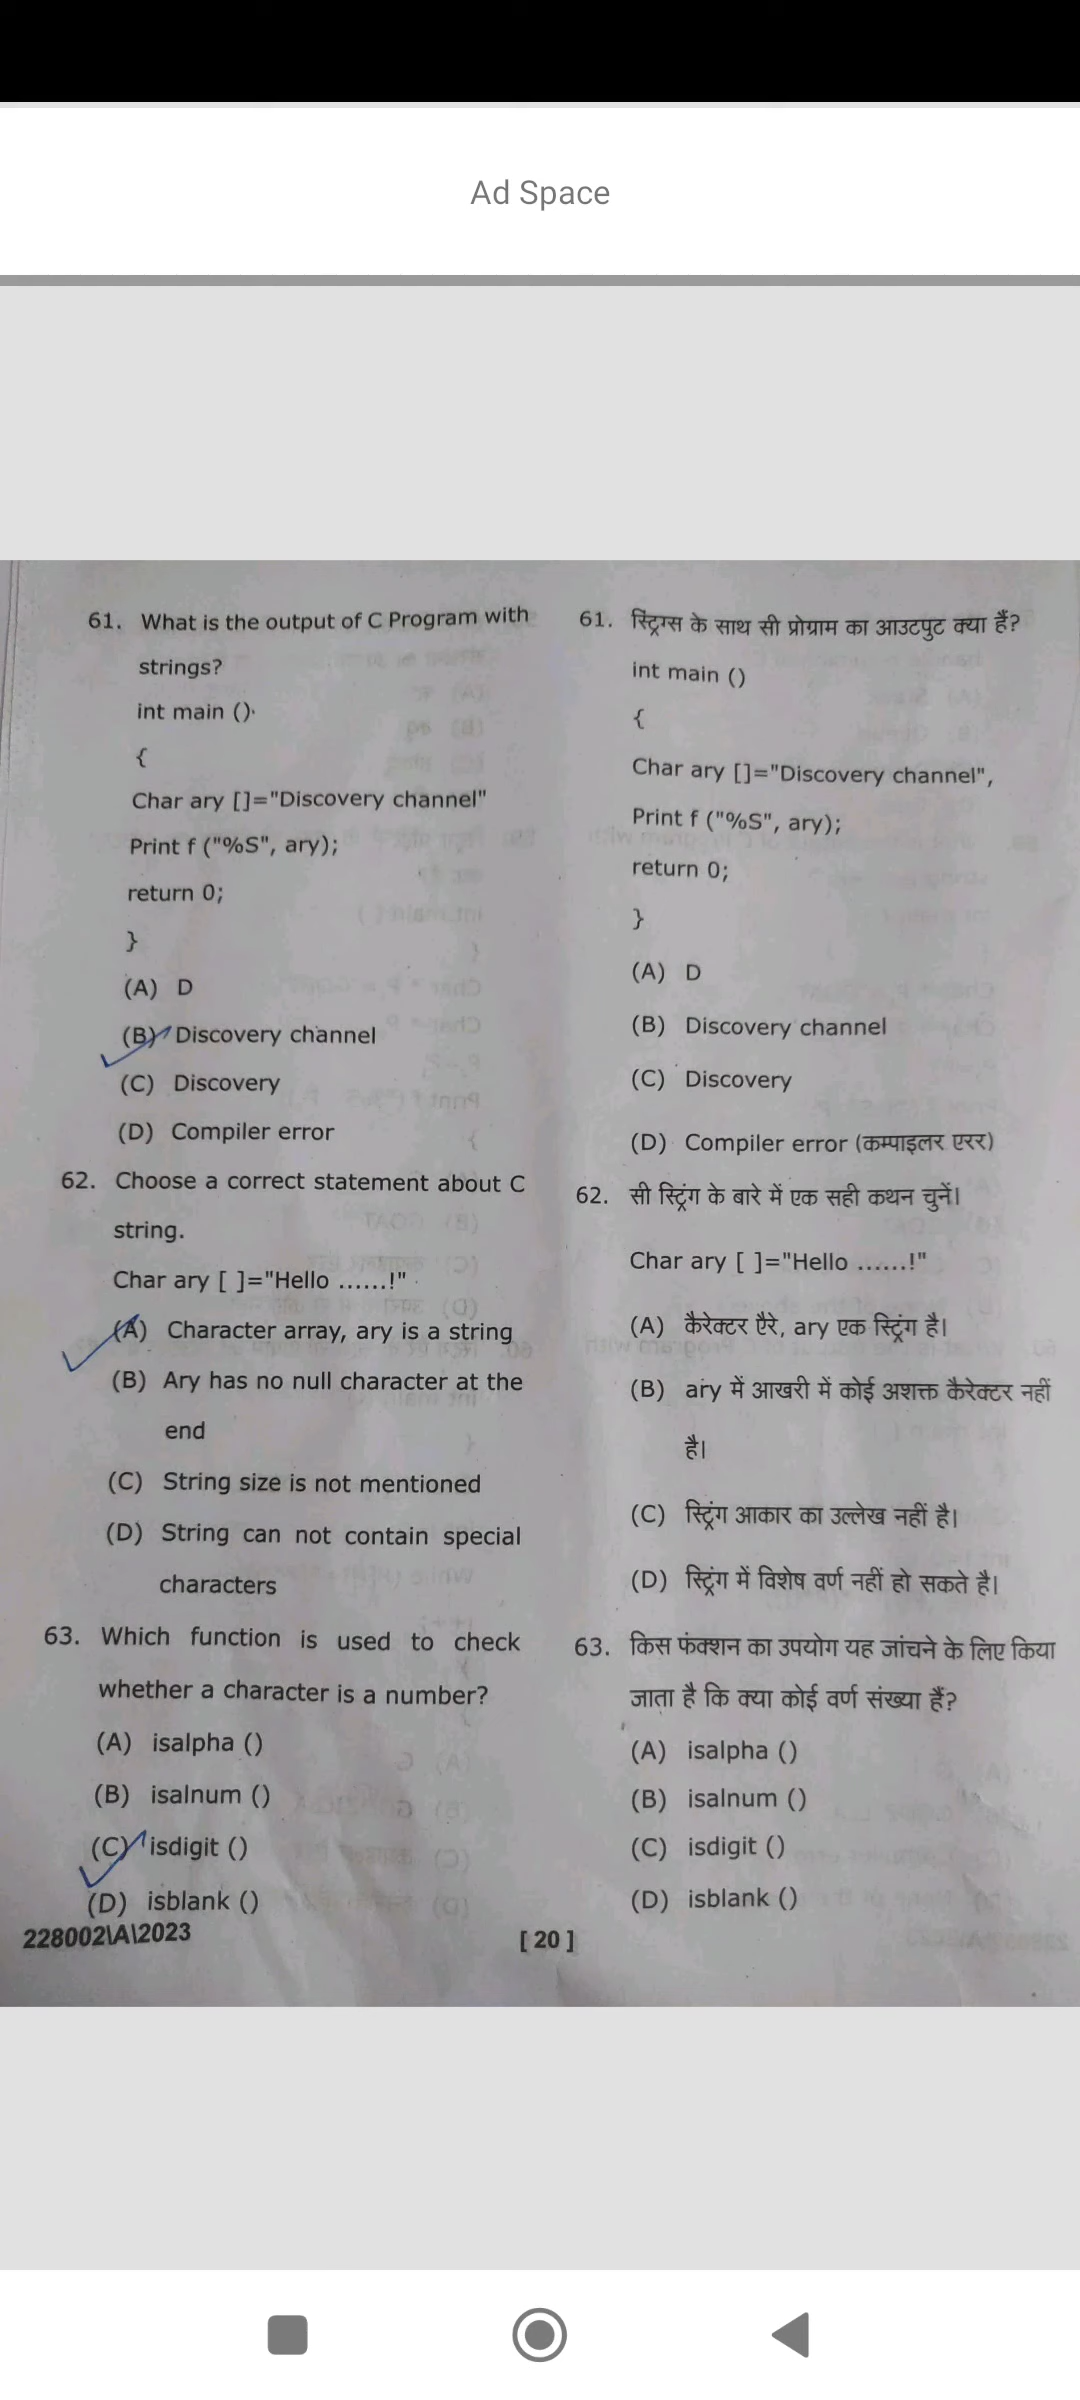 Ad Space
61. What is the output of C Program with
strings?
int main ()
{
Char ary []="Discovery channel"
Print f ("%S", ary);
return 0;
}
(A) D
(B) Discovery channel
(C) Discovery
(D) Compiler error
62. Choose a correct statement about C
string.
Char ary [ ]="Hello ......!"
(A) Character array, ary is a string
(B) Ary has no null character at the
end
(C) String size is not mentioned
(D) String can not contain special
characters
63. Which function is used to check
whether a character is a number?
(A) isalpha ()
(B) isalnum ()
(C) isdigit ()
(D) isblank ()
61. स्ट्रिंग्स के साथ सी प्रोग्राम का आउटपुट क्या हैं?
int main ()
{
Char ary []="Discovery channel",
Print f ("%S", ary);
return 0;
}
(A) D
(B) Discovery channel
(C) Discovery
(D) Compiler error (कम्पाइलर एरर)
62. सी स्ट्रिंग के बारे में एक सही कथन चुनें।
Char ary [ ]="Hello ......!"
(A) कैरेक्टर ऐरे, ary एक स्ट्रिंग है।
(B) ary में आखरी में कोई अशक्त कैरेक्टर नहीं
है।
(C) स्ट्रिंग आकार का उल्लेख नहीं है।
(D) स्ट्रिंग में विशेष वर्ण नहीं हो सकते है।
63. किस फंक्शन का उपयोग यह जांचने के लिए किया
जाता है कि क्या कोई वर्ण संख्या हैं?
(A) isalpha ()
(B) isalnum ()
(C) isdigit ()
(D) isblank ()
228002\A\2023
[ 20 ]